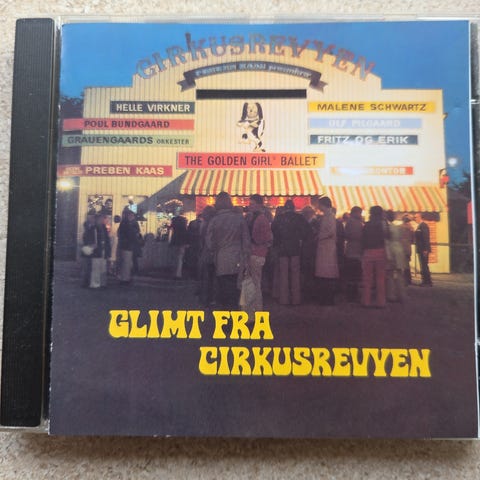 CIRKUSREVYEN
HELLE VIRKNER
MALENE SCHWARTZ
POUL BUNDGAARD
ULF PILGAARD
GRAUENGAARDS ORKESTER
FRITZ OG ERIK
PREBEN KAAS
THE GOLDEN GIRL' BALLET
GLIMT FRA
CIRKUSREVYEN